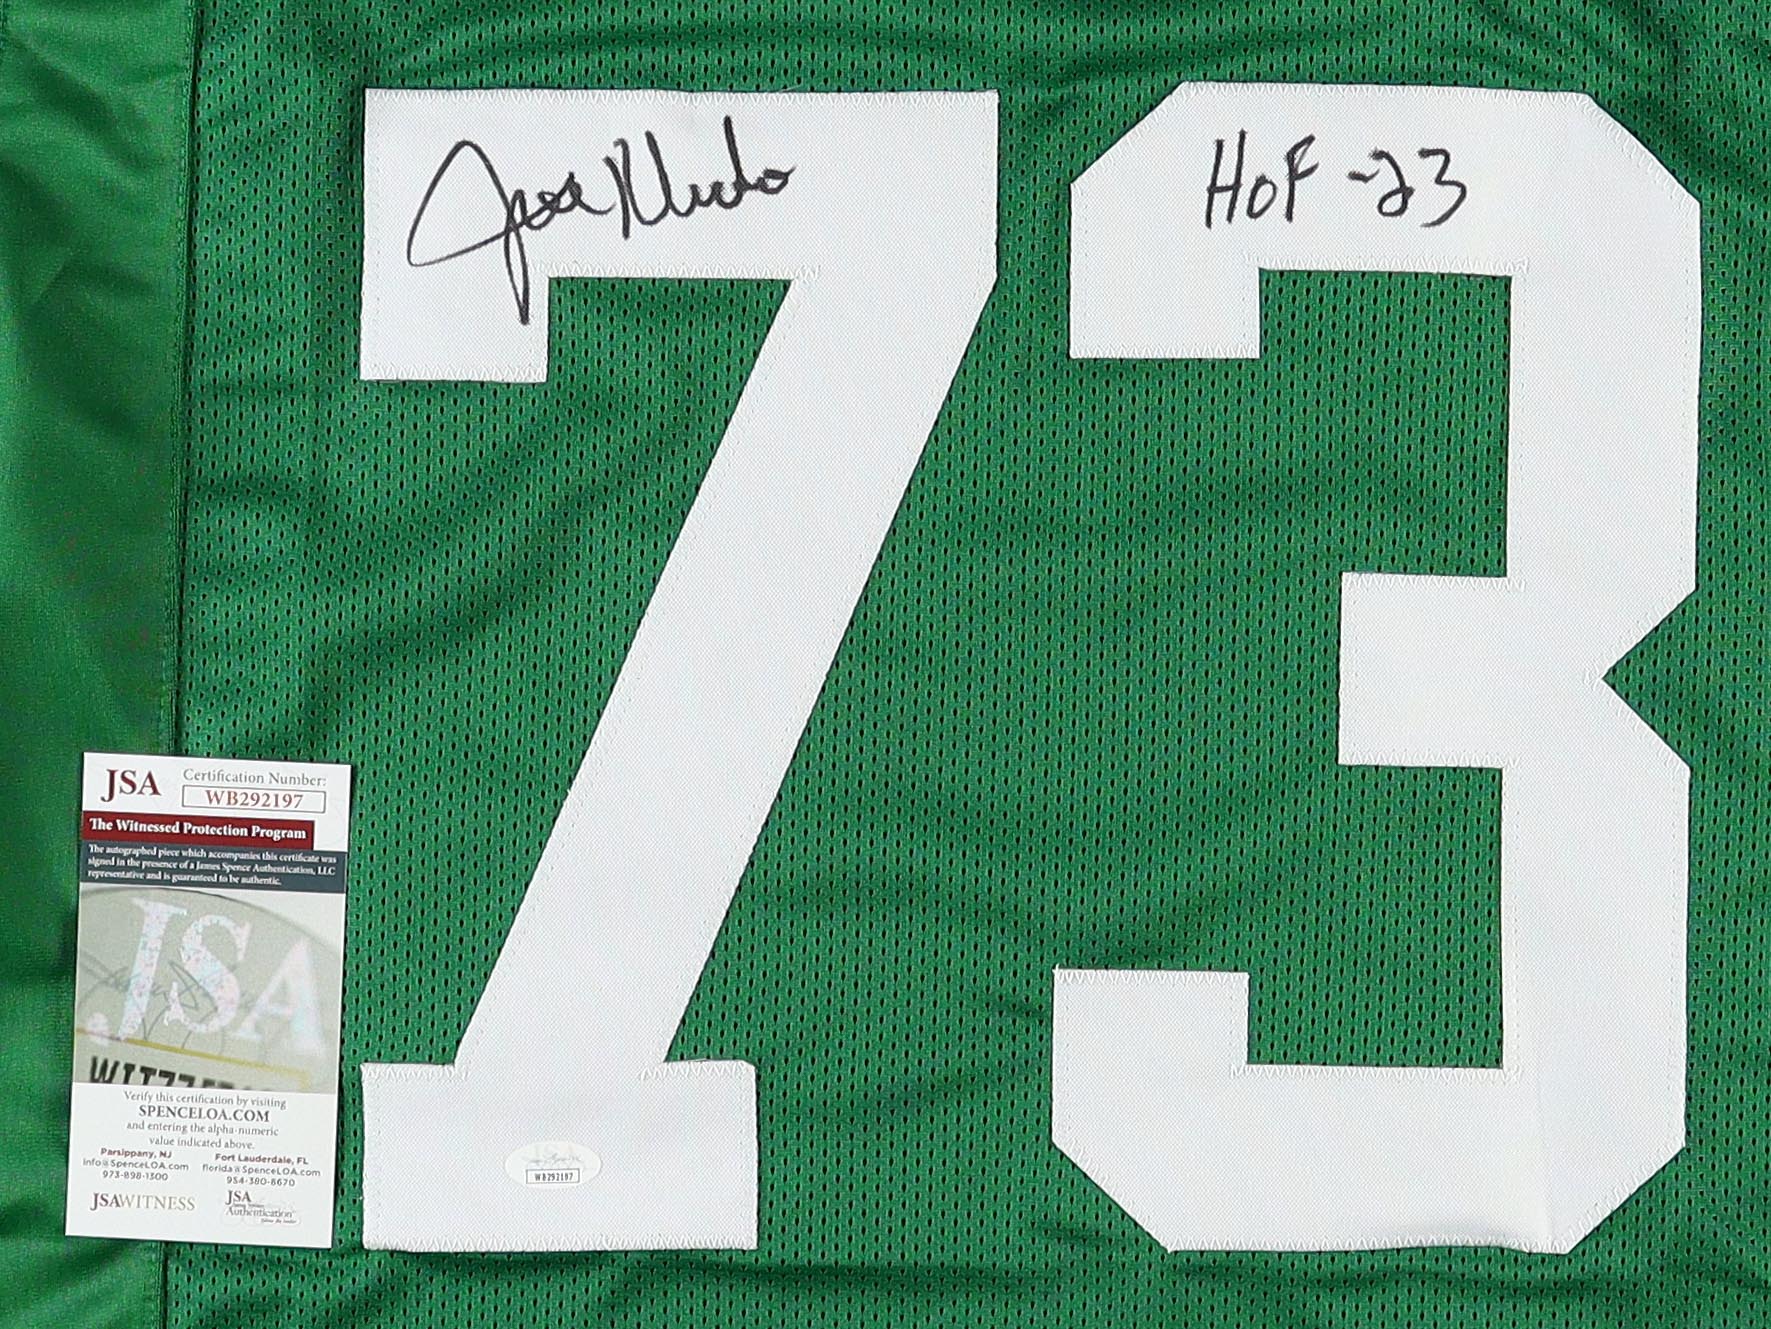 Joe Klecko
HOF -23
73
JSA
Certification Number:
WB292197
The Witnessed Protection Program
The autographed piece which accompanies this certificate was
signed in the presence of a James Spence Authentication, LLC
representative and is guaranteed to be authentic.
JSA
Verify this certification by visiting
SPENCELOA.COM
and entering the alpha-numeric
value indicated above.
Parsippany, NJ
info@SpenceLOA.com
973-898-1300
Fort Lauderdale, FL
florida@SpenceLOA.com
954-380-8670
JSAWITNESS
JSA
Authentication
WB292197